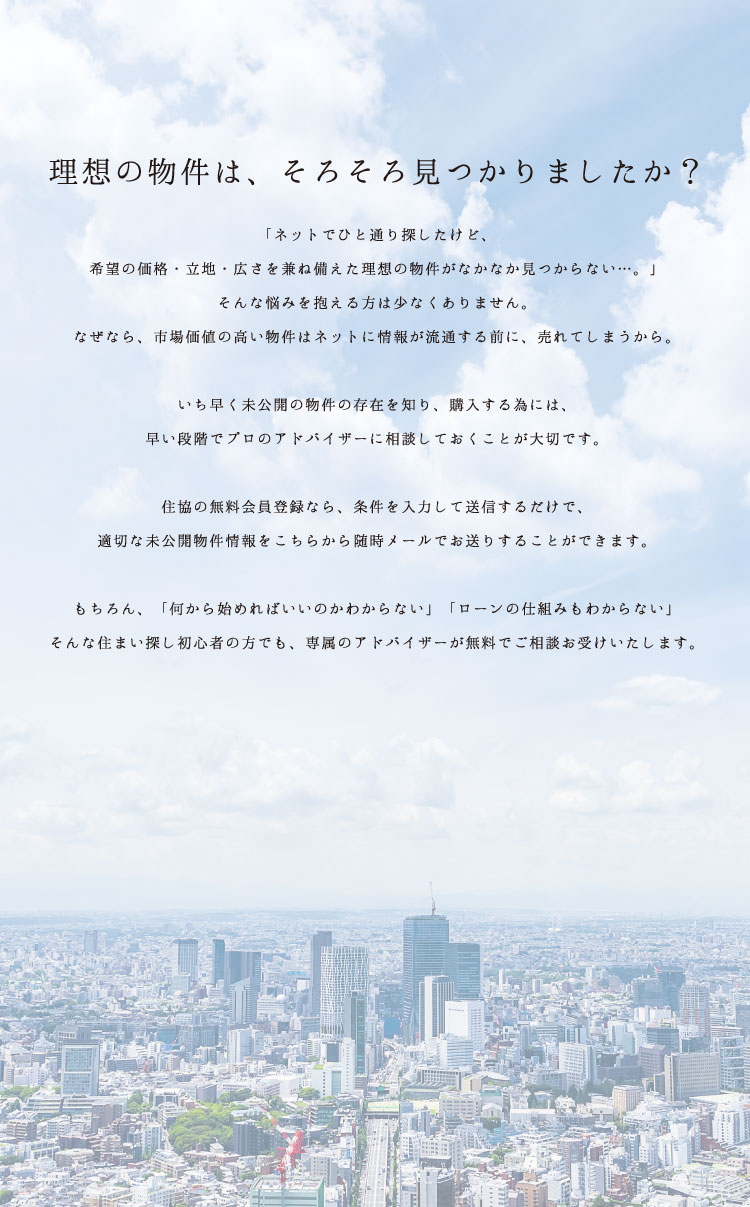 理想の物件は、そろそろ見つかりましたか？
「ネットでひと通り探したけど、
希望の価格・立地・広さを兼ね備えた理想の物件がなかなか見つからない…。」
そんな悩みを抱える方は少なくありません。
なぜなら、市場価値の高い物件はネットに情報が流通する前に、売れてしまうから。
いち早く未公開の物件の存在を知り、購入する為には、
早い段階でプロのアドバイザーに相談しておくことが大切です。
住協の無料会員登録なら、条件を入力して送信するだけで、
適切な未公開物件情報をこちらから随時メールでお送りすることができます。
もちろん、「何から始めればいいのかわからない」「ローンの仕組みもわからない」
そんな住まい探し初心者の方でも、専属のアドバイザーが無料でご相談お受けいたします。